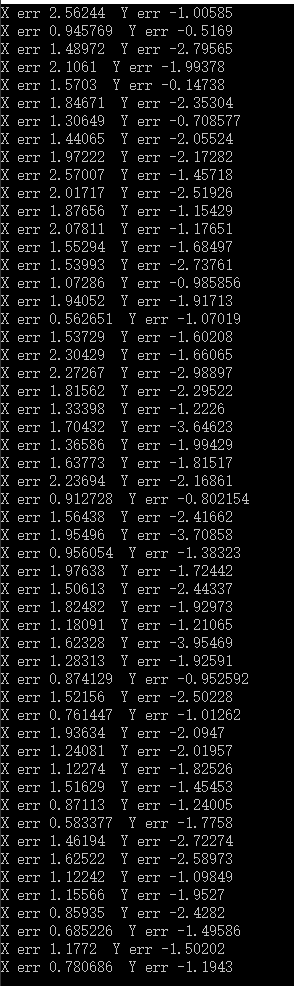 X err 2.56244 Y err -1.00585
X err 0.945769 Y err -0.5169
X err 1.48972 Y err -2.79565
X err 2.1061 Y err -1.99378
X err 1.5703 Y err -0.14738
X err 1.84671 Y err -2.35304
X err 1.30649 Y err -0.708577
X err 1.44065 Y err -2.05524
X err 1.97222 Y err -2.17282
X err 2.57007 Y err -1.45718
X err 2.01717 Y err -2.51926
X err 1.87656 Y err -1.15429
X err 2.07811 Y err -1.17651
X err 1.55294 Y err -1.68497
X err 1.53993 Y err -2.73761
X err 1.07286 Y err -0.985856
X err 1.94052 Y err -1.91713
X err 0.562651 Y err -1.07019
X err 1.53729 Y err -1.60208
X err 2.30429 Y err -1.66065
X err 2.27267 Y err -2.98897
X err 1.81562 Y err -2.29522
X err 1.33398 Y err -1.2226
X err 1.70432 Y err -3.64623
X err 1.36586 Y err -1.99429
X err 1.63773 Y err -1.81517
X err 2.23694 Y err -2.16861
X err 0.912728 Y err -0.802154
X err 1.56438 Y err -2.41662
X err 1.95496 Y err -3.70858
X err 0.956054 Y err -1.38323
X err 1.97638 Y err -1.72442
X err 1.50613 Y err -2.44337
X err 1.82482 Y err -1.92973
X err 1.18091 Y err -1.21065
X err 1.62328 Y err -3.95469
X err 1.28313 Y err -1.92591
X err 0.874129 Y err -0.952592
X err 1.52156 Y err -2.50228
X err 0.761447 Y err -1.01262
X err 1.93634 Y err -2.0947
X err 1.24081 Y err -2.01957
X err 1.12274 Y err -1.82526
X err 1.51629 Y err -1.45453
X err 0.87113 Y err -1.24005
X err 0.583377 Y err -1.7758
X err 1.46194 Y err -2.72274
X err 1.62522 Y err -2.58973
X err 1.12242 Y err -1.09849
X err 1.15566 Y err -1.9527
X err 0.85935 Y err -2.4282
X err 0.685226 Y err -1.49586
X err 1.1772 Y err -1.50202
X err 0.780686 Y err -1.1943